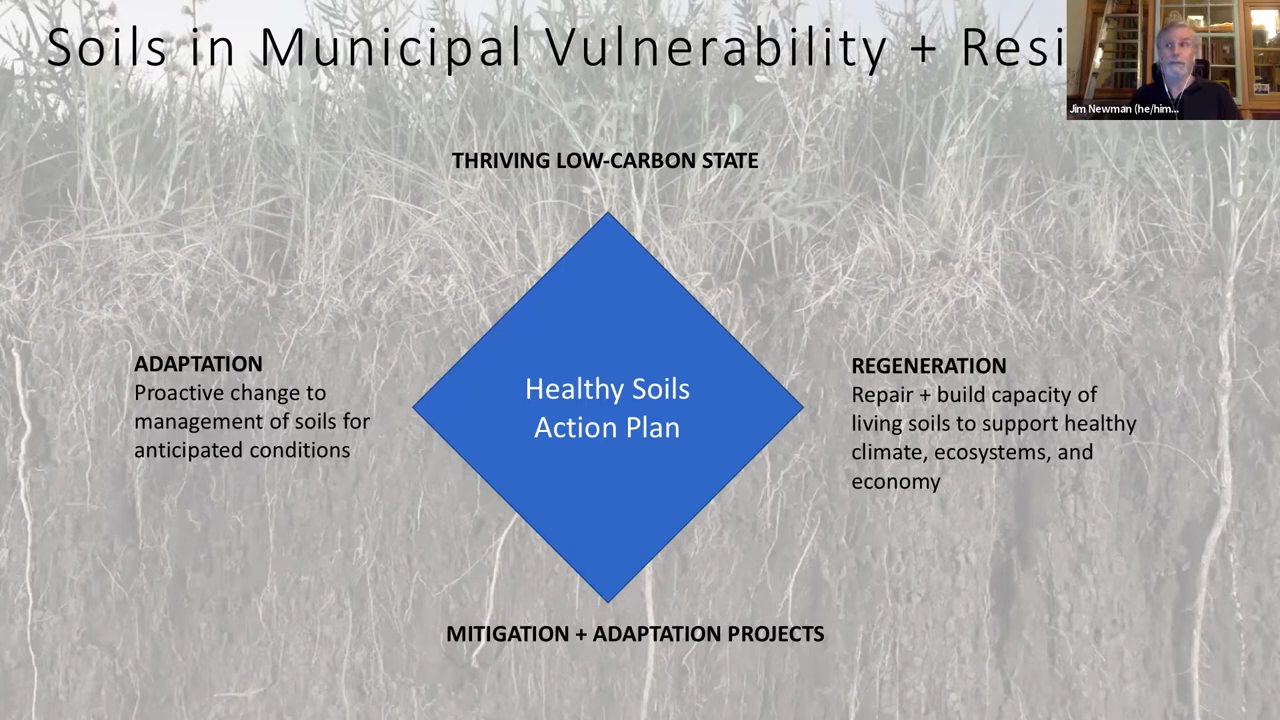 Soils in Municipal Vulnerability + Resi
Jim Newman (he/him...
THRIVING LOW-CARBON STATE
ADAPTATION
Proactive change to
management of soils for
anticipated conditions
Healthy Soils
Action Plan
REGENERATION
Repair + build capacity of
living soils to support healthy
climate, ecosystems, and
economy
MITIGATION + ADAPTATION PROJECTS